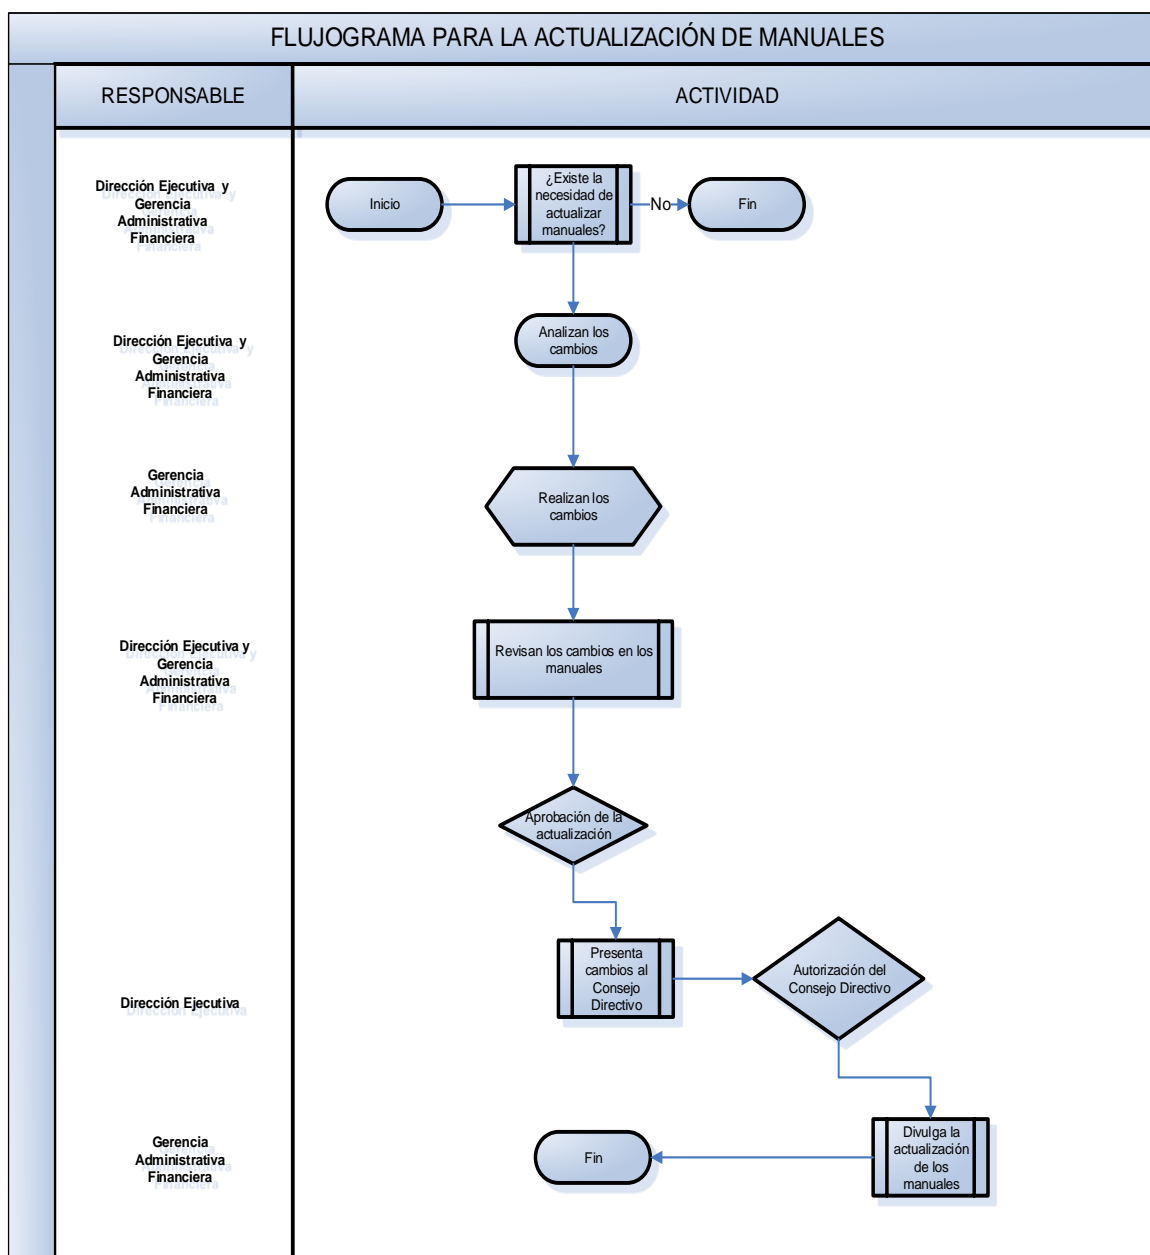 FLUJOGRAMA PARA LA ACTUALIZACIÓN DE MANUALES
RESPONSABLE
ACTIVIDAD
Dirección Ejecutiva y
Gerencia
Administrativa
Financiera
Inicio
¿Existe la
necesidad de
actualizar
manuales?
No
Fin
Dirección Ejecutiva y
Gerencia
Administrativa
Financiera
Analizan los
cambios
Gerencia
Administrativa
Financiera
Realizan los
cambios
Dirección Ejecutiva y
Gerencia
Administrativa
Financiera
Revisan los cambios en los
manuales
Aprobación de la
actualización
Dirección Ejecutiva
Presenta
cambios al
Consejo
Directivo
Autorización del
Consejo Directivo
Gerencia
Administrativa
Financiera
Fin
Divulga la
actualización
de los
manuales